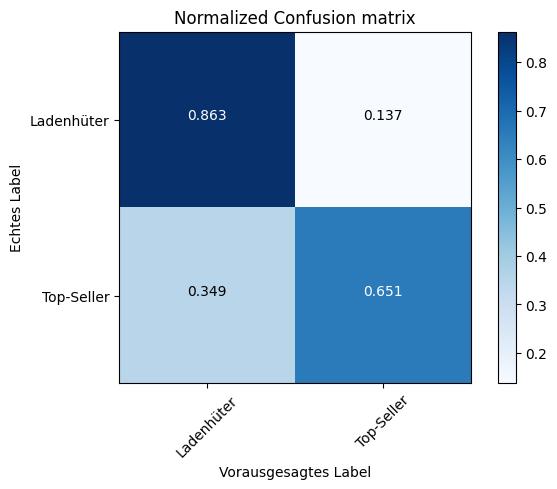 Normalized Confusion matrix
Echtes Label
Ladenhüter
0.863
0.137
Top-Seller
0.349
0.651
Ladenhüter
Top-Seller
Vorausgesagtes Label
0.8
0.7
0.6
0.5
0.4
0.3
0.2